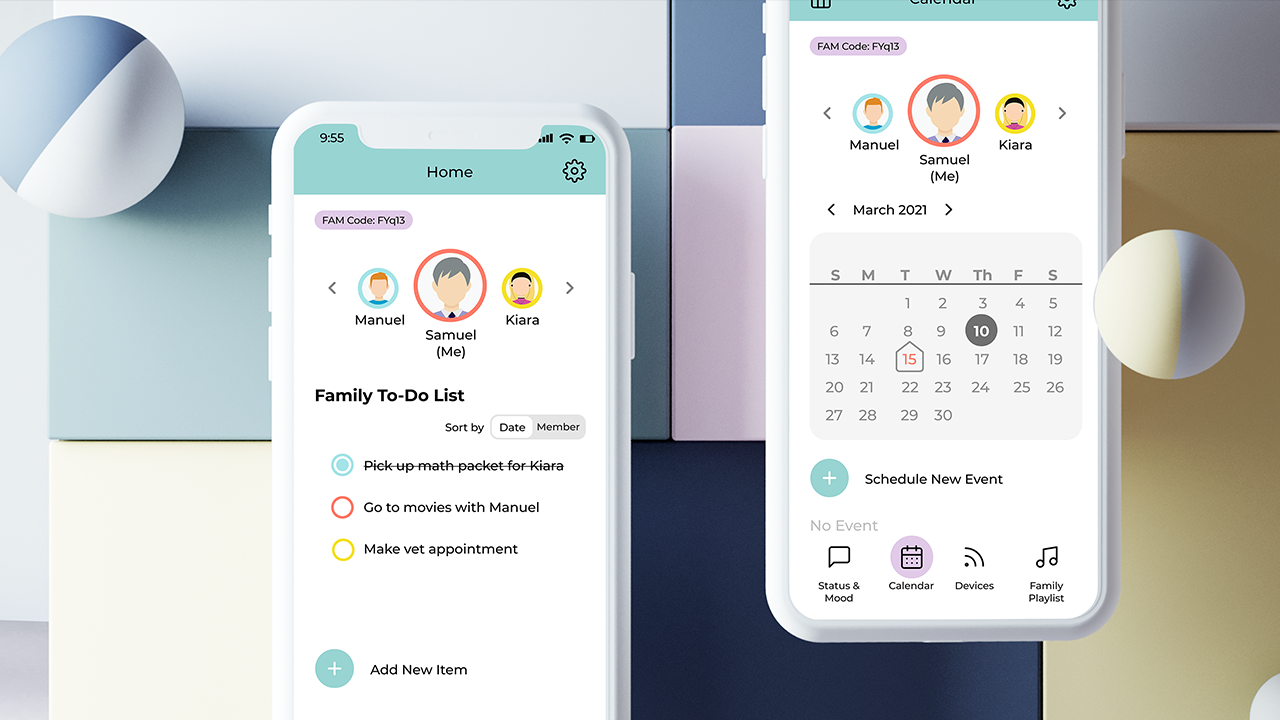 9:55
Home
FAM Code: FYq13
Manuel
Samuel
(Me)
Kiara
Family To-Do List
Sort by Date Member
Pick up math packet for Kiara
Go to movies with Manuel
Make vet appointment
Add New Item
Calendar
FAM Code: FYq13
Manuel
Samuel
(Me)
Kiara
March 2021
S M T W Th F S
1 2 3 4 5
6 7 8 9 10 11 12
13 14 15 16 17 18 19
20 21 22 23 24 25 26
27 28 29 30
Schedule New Event
No Event
Status &
Mood
Calendar
Devices
Family
Playlist